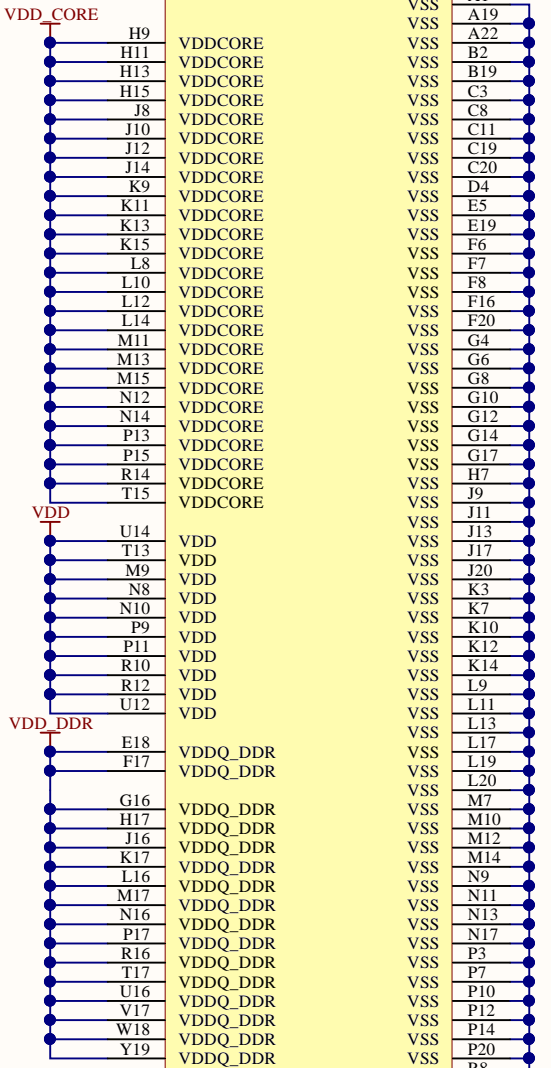 VSS
VDD_CORE VSS A19
H9 VDDCORE VSS A22
H11 VDDCORE VSS B2
H13 VDDCORE VSS B19
H15 VDDCORE VSS C3
J8 VDDCORE VSS C8
J10 VDDCORE VSS C11
J12 VDDCORE VSS C19
J14 VDDCORE VSS C20
K9 VDDCORE VSS D4
K11 VDDCORE VSS E5
K13 VDDCORE VSS E19
K15 VDDCORE VSS F6
L8 VDDCORE VSS F7
L10 VDDCORE VSS F8
L12 VDDCORE VSS F16
L14 VDDCORE VSS F20
M11 VDDCORE VSS G4
M13 VDDCORE VSS G6
M15 VDDCORE VSS G8
N12 VDDCORE VSS G10
N14 VDDCORE VSS G12
P13 VDDCORE VSS G14
P15 VDDCORE VSS G17
R14 VDDCORE VSS H7
T15 VDDCORE VSS J9
VDD VSS J11
U14 VDD VSS J13
T13 VDD VSS J17
M9 VDD VSS J20
N8 VDD VSS K3
N10 VDD VSS K7
P9 VDD VSS K10
P11 VDD VSS K12
R10 VDD VSS K14
R12 VDD VSS L9
U12 VDD VSS L11
VDD_DDR VSS L13
E18 VDDQ_DDR VSS L17
F17 VDDQ_DDR VSS L19
VSS L20
G16 VDDQ_DDR VSS M7
H17 VDDQ_DDR VSS M10
J16 VDDQ_DDR VSS M12
K17 VDDQ_DDR VSS M14
L16 VDDQ_DDR VSS N9
M17 VDDQ_DDR VSS N11
N16 VDDQ_DDR VSS N13
P17 VDDQ_DDR VSS N17
R16 VDDQ_DDR VSS P3
T17 VDDQ_DDR VSS P7
U16 VDDQ_DDR VSS P10
V17 VDDQ_DDR VSS P12
W18 VDDQ_DDR VSS P14
Y19 VDDQ_DDR VSS P20